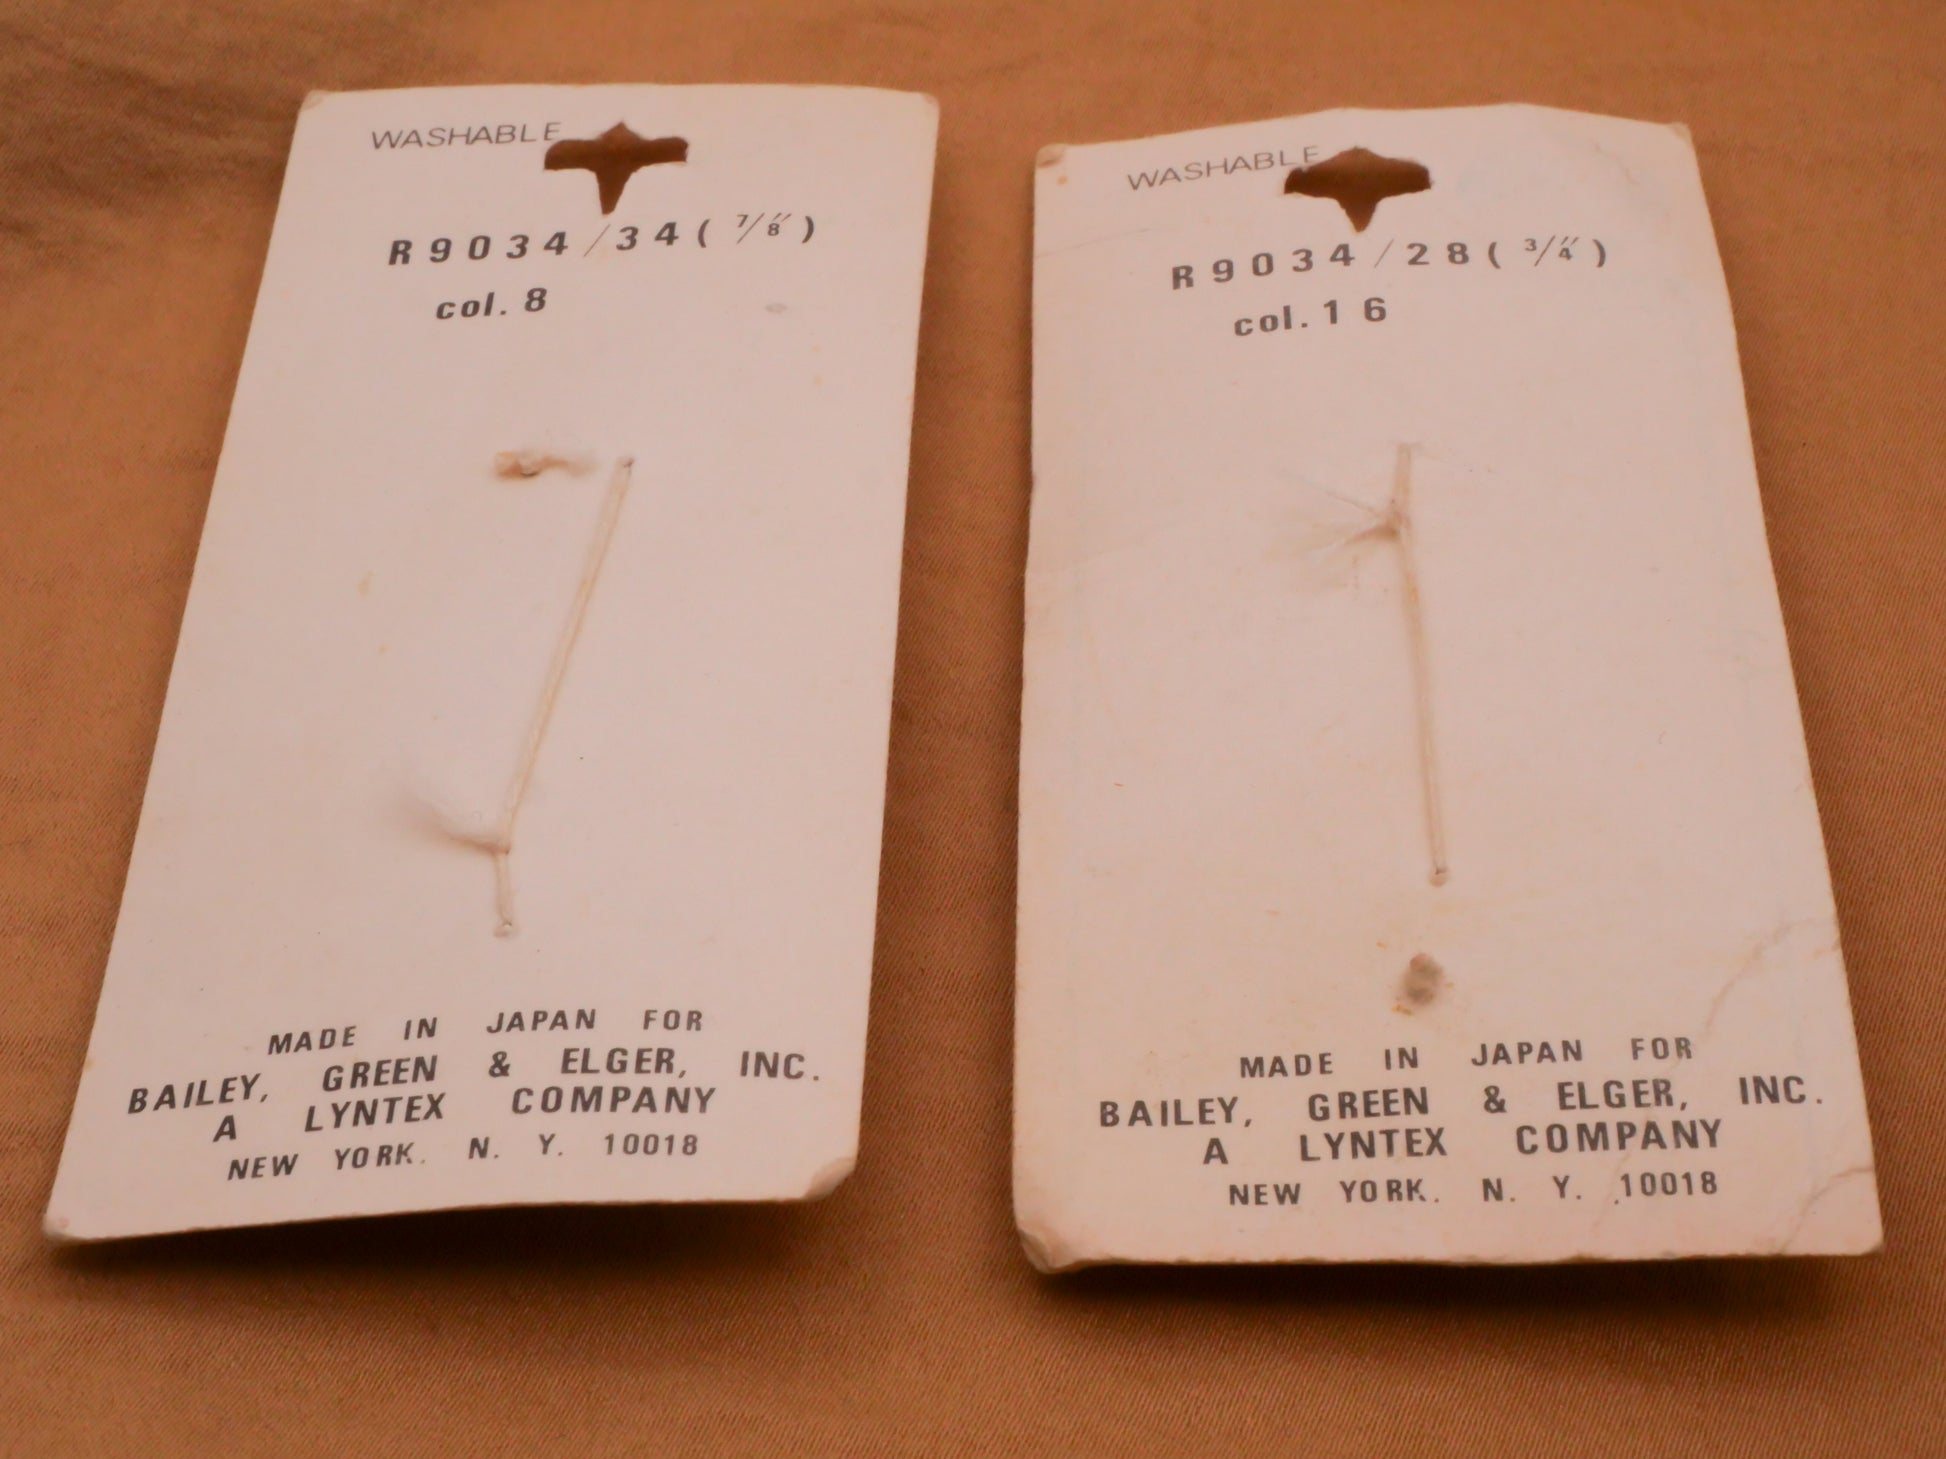 WASHABLE
R9034/34(7/8")
col. 8
MADE IN JAPAN FOR
BAILEY, GREEN & ELGER, INC.
A LYNTEX COMPANY
NEW YORK. N. Y. 10018
WASHABLE
R9034/28(3/4")
col. 16
MADE IN JAPAN FOR
BAILEY, GREEN & ELGER, INC.
A LYNTEX COMPANY
NEW YORK. N. Y. 10018